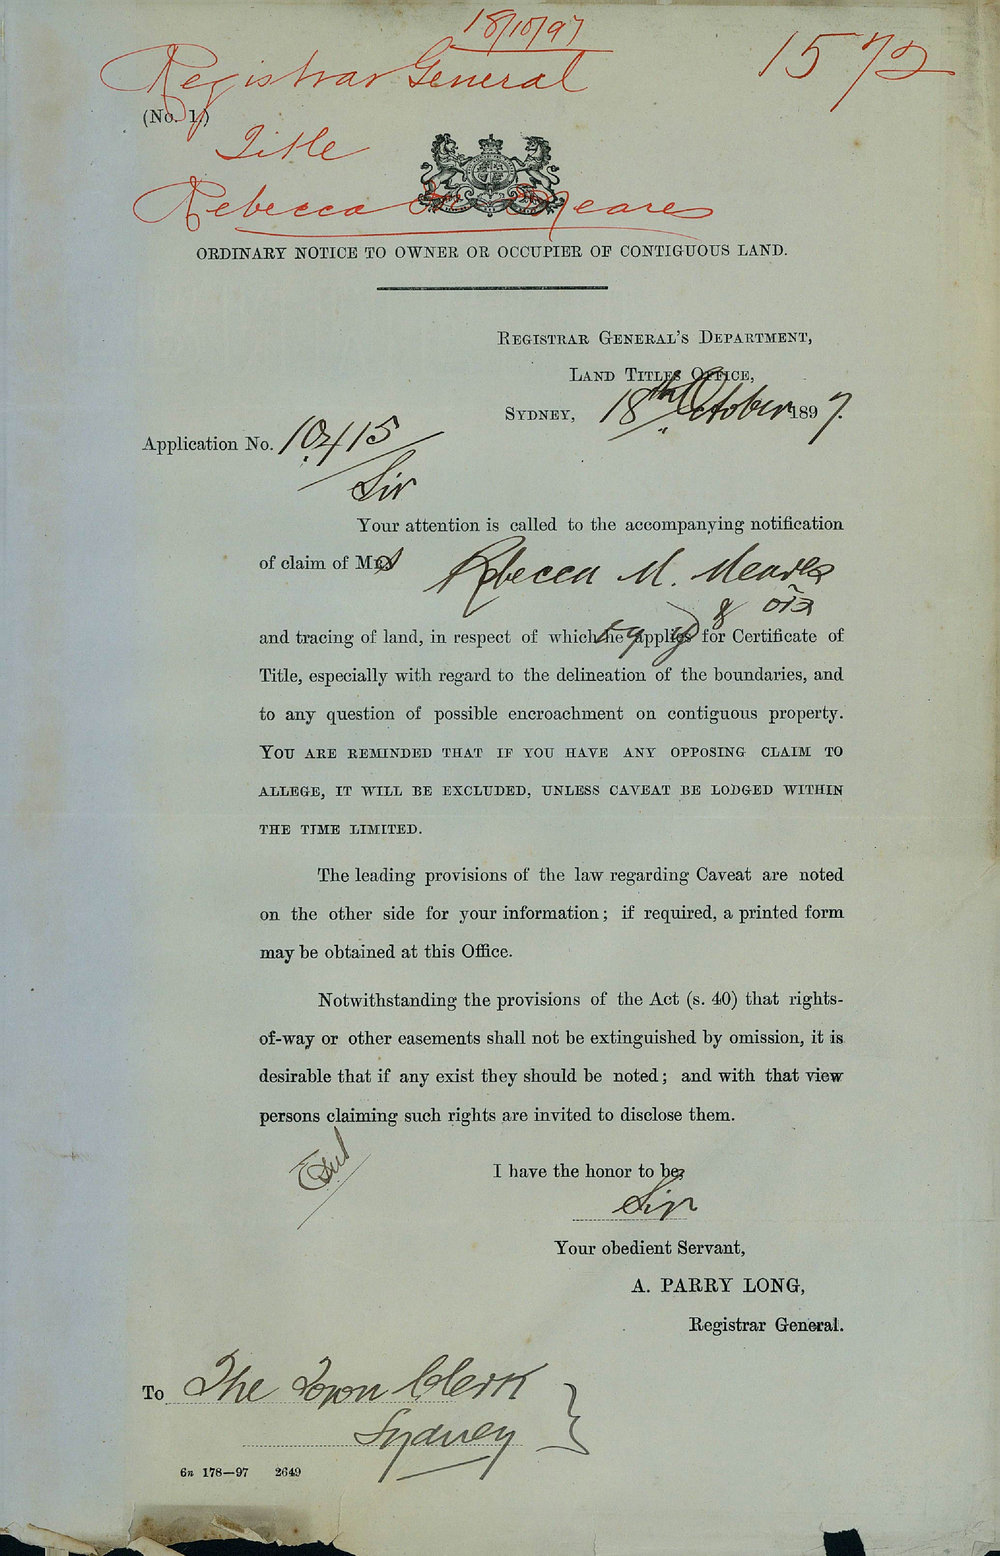 18/10/97
1572
Registrar General
(No. 1.)
Title
Rebecca M Meares
ORDINARY NOTICE TO OWNER OR OCCUPIER OF CONTIGUOUS LAND.
REGISTRAR GENERAL'S DEPARTMENT,
LAND TITLES OFFICE,
SYDNEY, 18th October 1897.
Application No. 10415
Sir
Your attention is called to the accompanying notification
of claim of Mrs Rebecca M. Meares
& ors
and tracing of land, in respect of which they apply for Certificate of
Title, especially with regard to the delineation of the boundaries, and
to any question of possible encroachment on contiguous property.
YOU ARE REMINDED THAT IF YOU HAVE ANY OPPOSING CLAIM TO
ALLEGE, IT WILL BE EXCLUDED, UNLESS CAVEAT BE LODGED WITHIN
THE TIME LIMITED.
The leading provisions of the law regarding Caveat are noted
on the other side for your information; if required, a printed form
may be obtained at this Office.
Notwithstanding the provisions of the Act (s. 40) that rights-
of-way or other easements shall not be extinguished by omission, it is
desirable that if any exist they should be noted; and with that view
persons claiming such rights are invited to disclose them.
I have the honor to be,
Sir
Your obedient Servant,
A. PARRY LONG,
Registrar General.
To The Town Clerk
Sydney
6n 178—97 2649